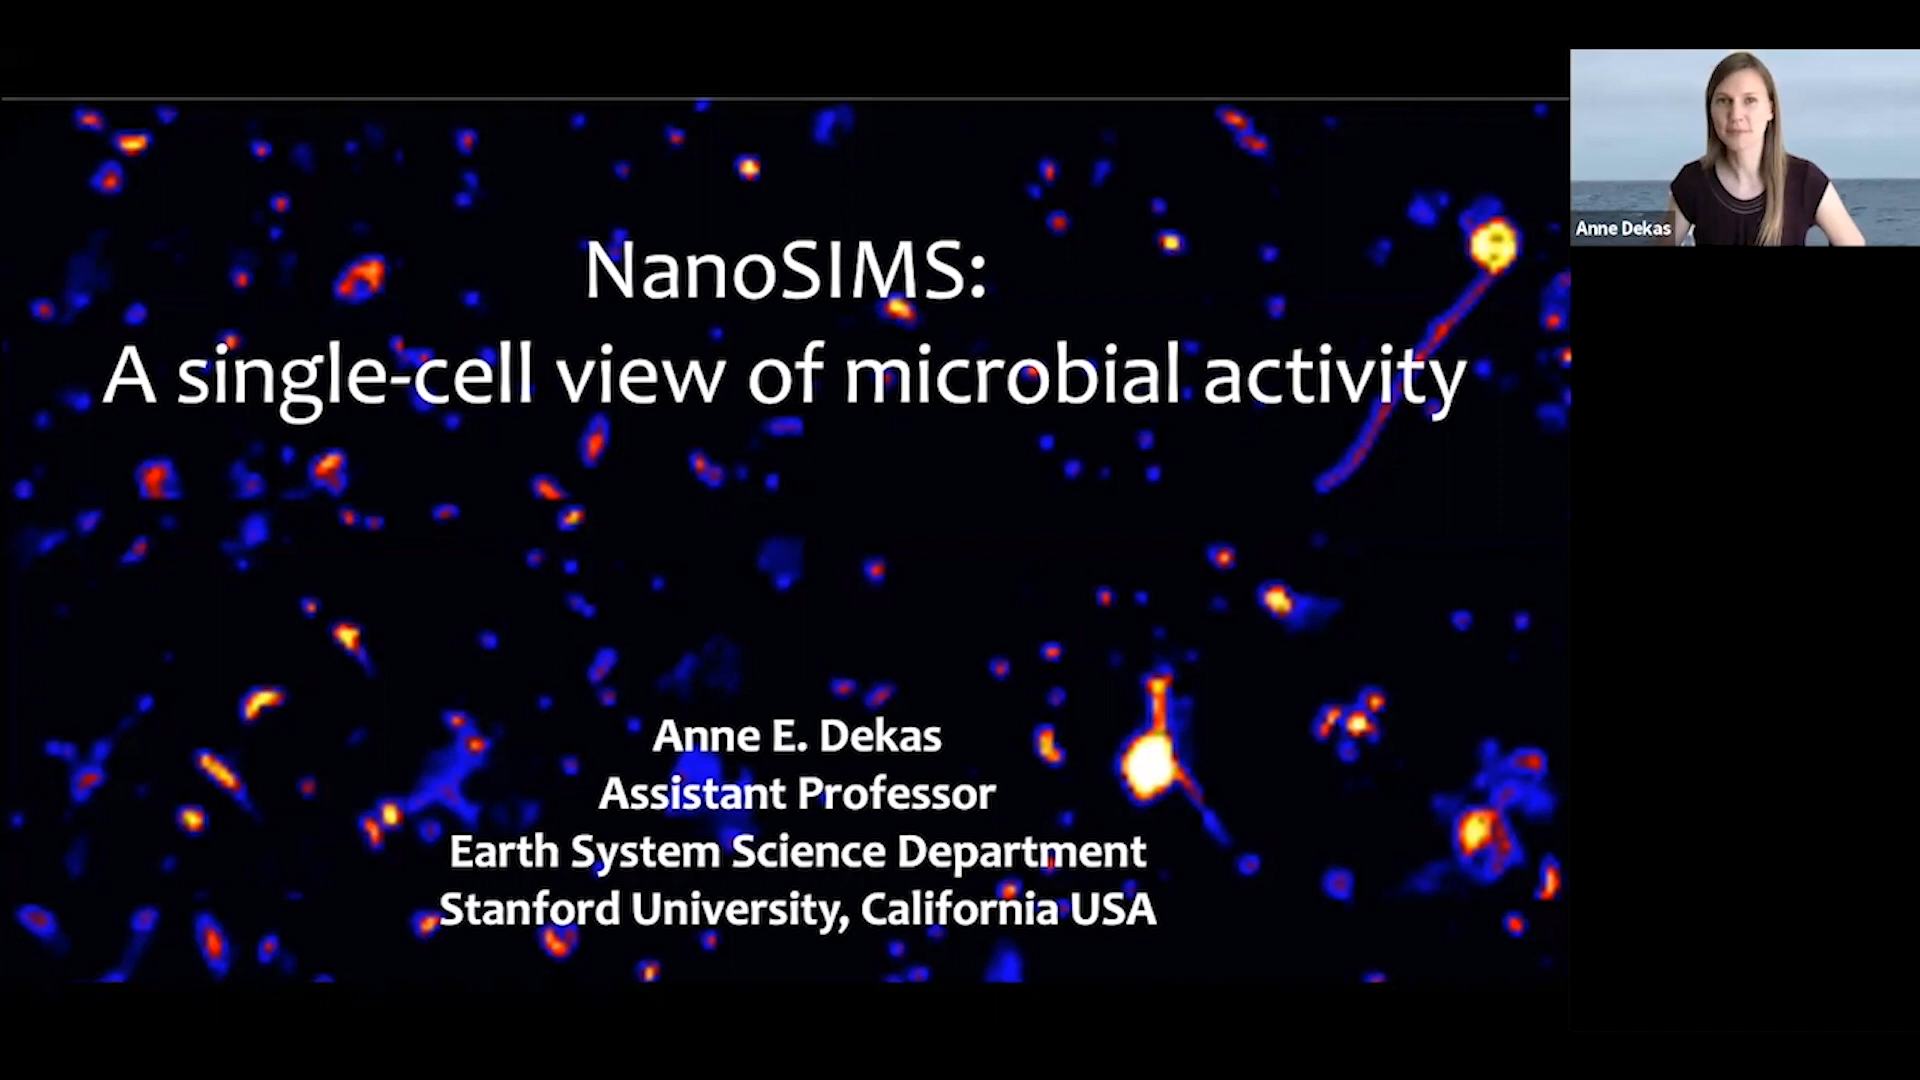 NanoSIMS:
A single-cell view of microbial activity
Anne E. Dekas
Assistant Professor
Earth System Science Department
Stanford University, California USA
Anne Dekas